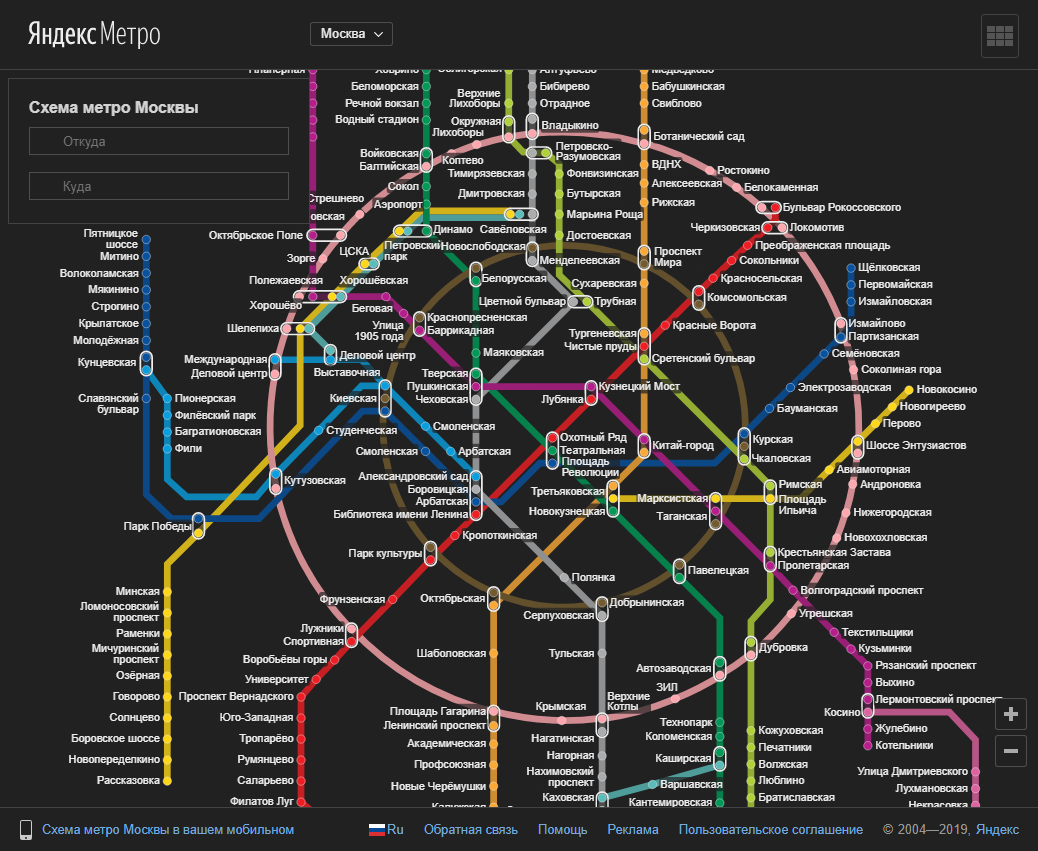 Яндекс Метро
Москва
Схема метро Москвы
Откуда
Куда
Беломорская
Речной вокзал
Водный стадион
Войковская
Балтийская
Коптево
Сокол
Аэропорт
Верхние
Лихоборы
Окружная
Лихоборы
Бибирево
Отрадное
Владыкино
Петровско-
Разумовская
Тимирязевская
Фонвизинская
Дмитровская
Бутырская
Марьина Роща
Савёловская
Достоевская
Бабушкинская
Свиблово
Ботанический сад
ВДНХ
Алексеевская
Рижская
Проспект
Мира
Ростокино
Белокаменная
Бульвар Рокоссовского
Черкизовская
Локомотив
Преображенская площадь
Сокольники
Красносельская
Комсомольская
Красные Ворота
Октябрьское Поле
Зорге
ЦСКА
Петровский
парк
Динамо
Полежаевская
Хорошёвская
Хорошёво
Беговая
Шелепиха
Улица
1905 года
Новослободская
Менделеевская
Белорусская
Сухаревская
Цветной бульвар
Трубная
Краснопресненская
Баррикадная
Тургеневская
Чистые пруды
Сретенский бульвар
Маяковская
Деловой центр
Выставочная
Международная
Деловой центр
Тверская
Пушкинская
Чеховская
Кузнецкий Мост
Лубянка
Киевская
Студенческая
Смоленская
Смоленская
Арбатская
Охотный Ряд
Театральная
Площадь
Революции
Китай-город
Александровский сад
Боровицкая
Арбатская
Библиотека имени Ленина
Третьяковская
Новокузнецкая
Марксистская
Таганская
Курская
Чкаловская
Римская
Площадь
Ильича
Пятницкое
шоссе
Митино
Волоколамская
Мякинино
Строгино
Крылатское
Молодёжная
Кунцевская
Славянский
бульвар
Пионерская
Филёвский парк
Багратионовская
Фили
Кутузовская
Парк Победы
Минская
Ломоносовский
проспект
Раменки
Мичуринский
проспект
Озёрная
Говорово
Солнцево
Боровское шоссе
Новопеределкино
Рассказовка
Щёлковская
Первомайская
Измайловская
Измайлово
Партизанская
Семёновская
Соколиная гора
Электрозаводская
Бауманская
Новокосино
Новогиреево
Перово
Шоссе Энтузиастов
Авиамоторная
Андроновка
Нижегородская
Новохохловская
Крестьянская Застава
Пролетарская
Волгоградский проспект
Угрешская
Текстильщики
Кузьминки
Рязанский проспект
Выхино
Лермонтовский проспект
Косино
Жулебино
Котельники
Улица Дмитриевского
Лухмановская
Некрасовка
Кропоткинская
Парк культуры
Полянка
Павелецкая
Фрунзенская
Октябрьская
Добрынинская
Серпуховская
Лужники
Спортивная
Воробьёвы горы
Университет
Проспект Вернадского
Юго-Западная
Тропарёво
Румянцево
Саларьево
Филатов Луг
Шаболовская
Площадь Гагарина
Ленинский проспект
Академическая
Профсоюзная
Новые Черёмушки
Тульская
Крымская
Верхние
Котлы
Нагатинская
Нагорная
Нахимовский
проспект
Каховская
Варшавская
Автозаводская
ЗИЛ
Технопарк
Коломенская
Каширская
Кантемировская
Дубровка
Кожуховская
Печатники
Волжская
Люблино
Братиславская
+
−
Схема метро Москвы в вашем мобильном
Ru
Обратная связь
Помощь
Реклама
Пользовательское соглашение
© 2004—2019, Яндекс